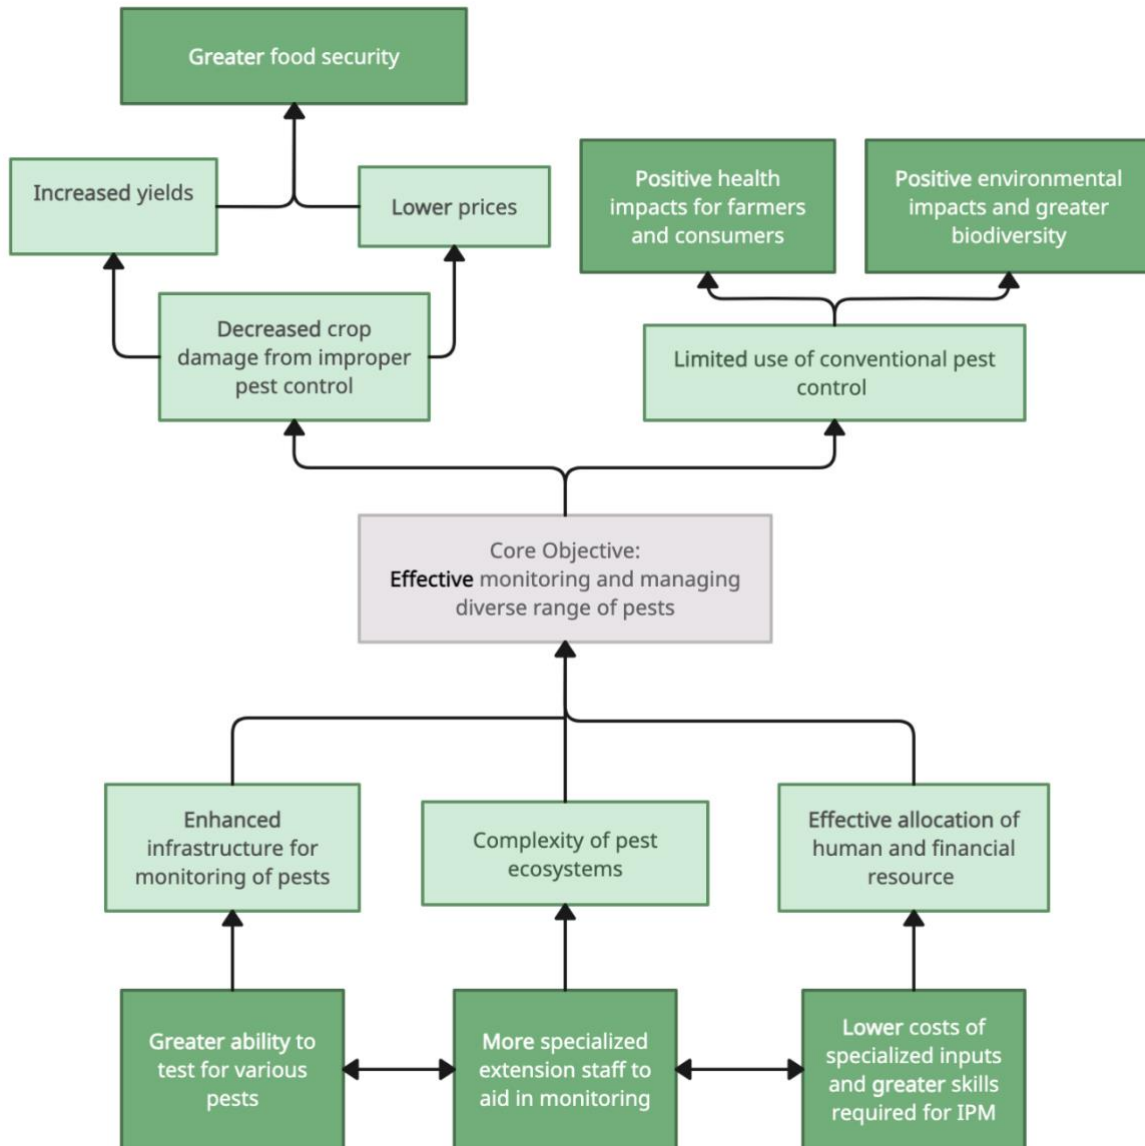 Greater food security
Increased yields
Lower prices
Positive health
impacts for farmers
and consumers
Positive environmental
impacts and greater
biodiversity
Decreased crop
damage from improper
pest control
Limited use of conventional pest
control
Core Objective:
Effective monitoring and managing
diverse range of pests
Enhanced
infrastructure for
monitoring of pests
Complexity of pest
ecosystems
Effective allocation of
human and financial
resource
Greater ability to
test for various
pests
More specialized
extension staff to
aid in monitoring
Lower costs of
specialized inputs
and greater skills
required for IPM